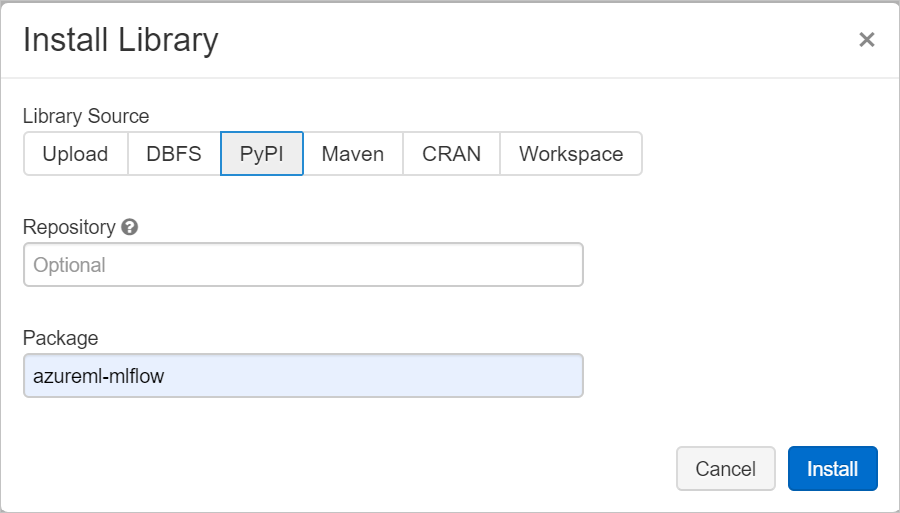 Install Library
×
Library Source
Upload DBFS PyPI Maven CRAN Workspace
Repository ?
Optional
Package
azureml-mlflow
Cancel Install